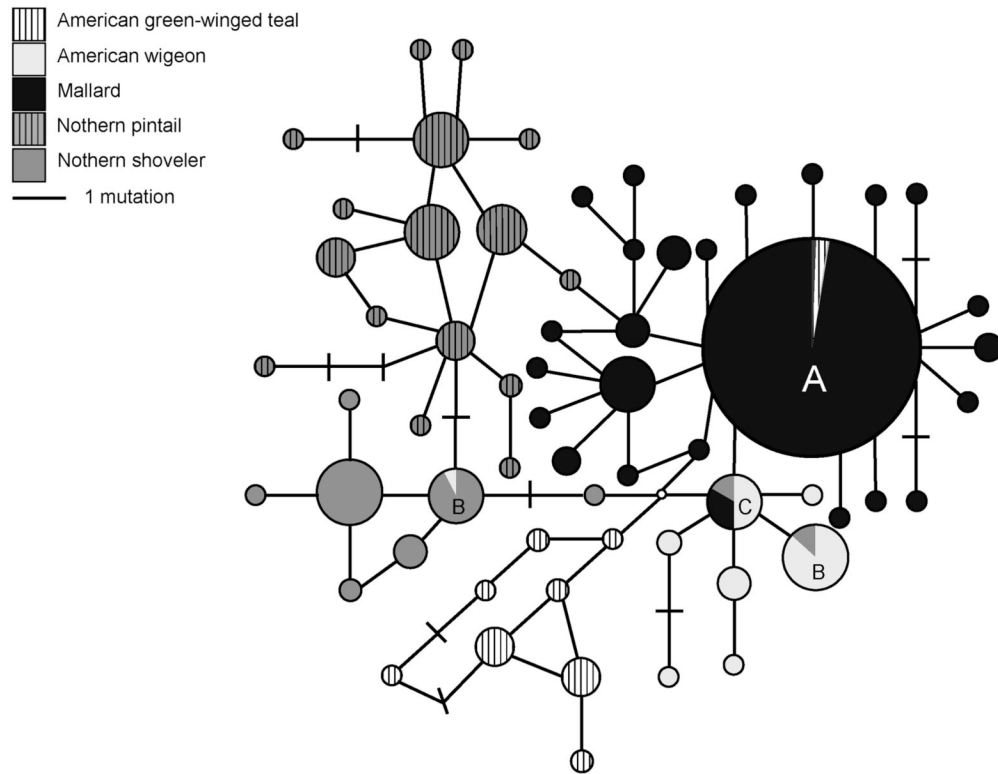 American green-winged teal
American wigeon
Mallard
Nothern pintail
Nothern shoveler
1 mutation
A
B
C
B